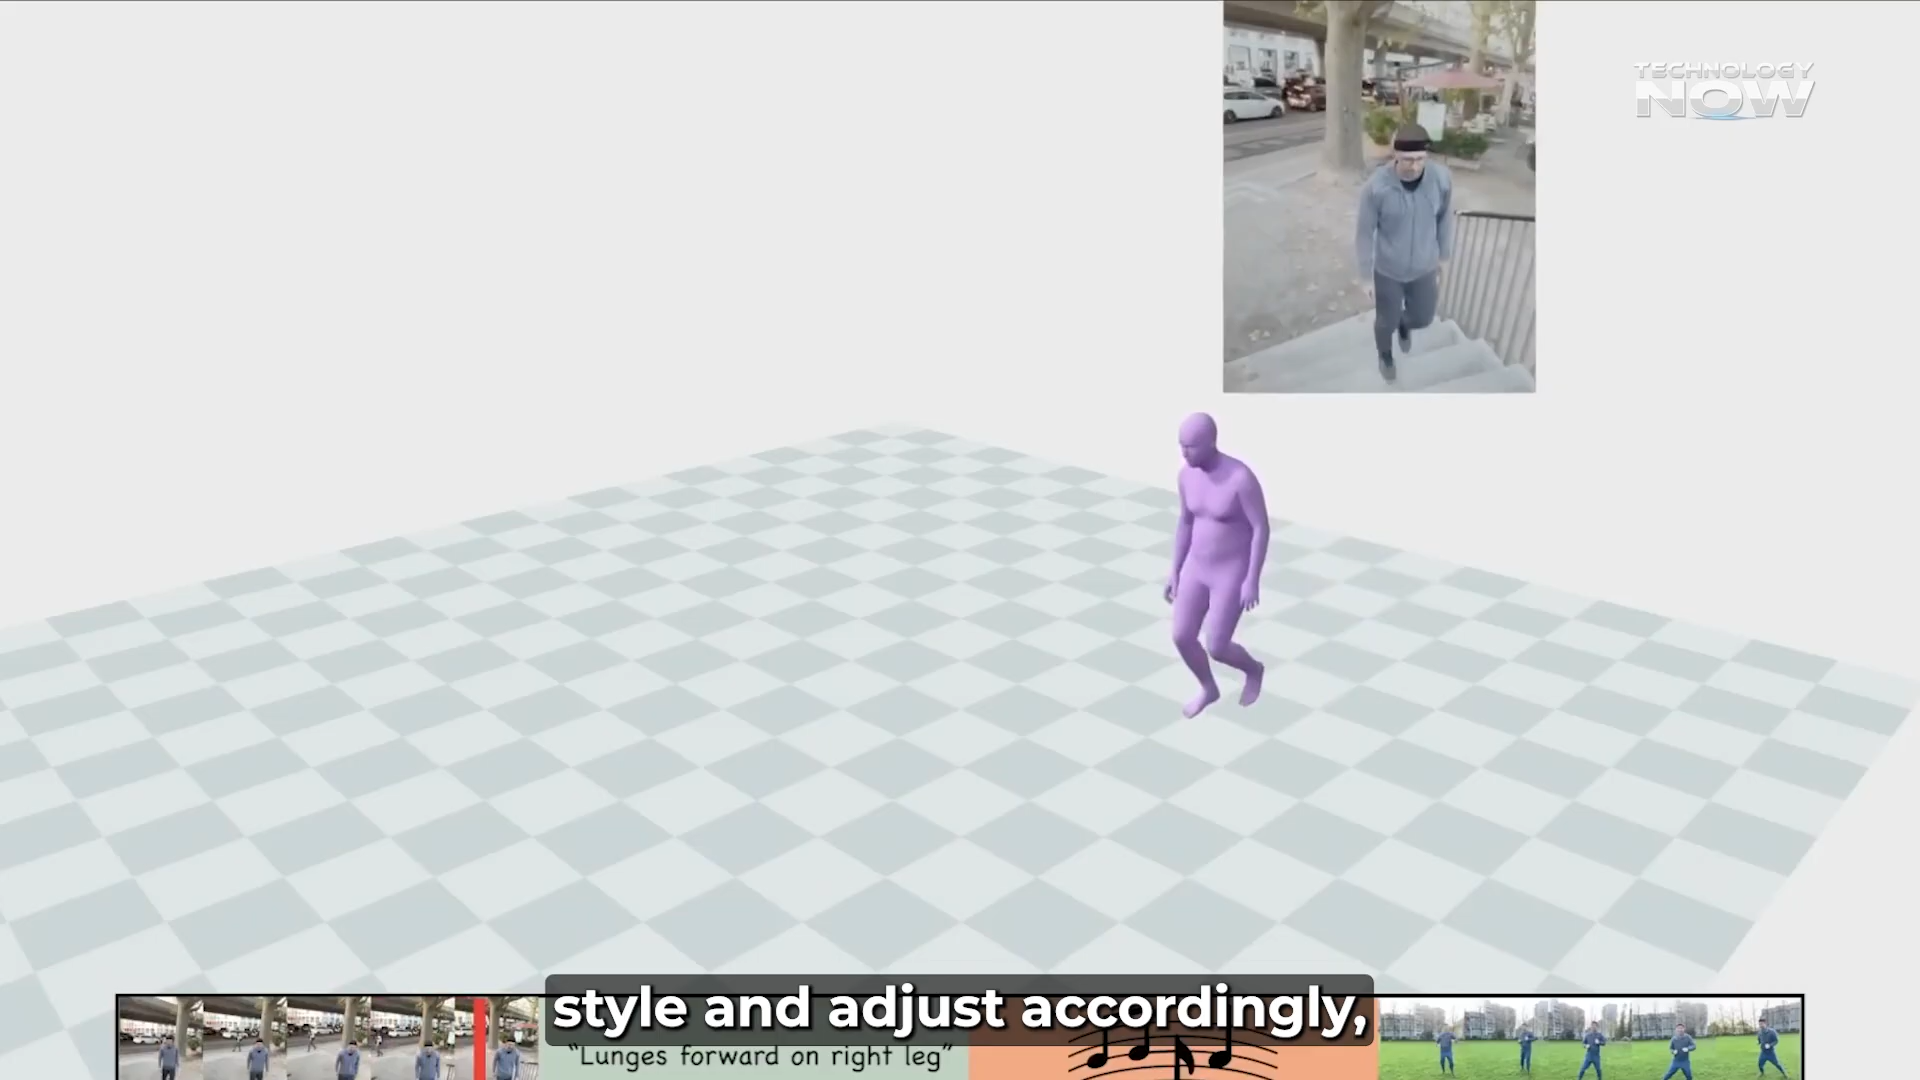 TECHNOLOGY
NOW
style and adjust accordingly,
“Lunges forward on right leg”